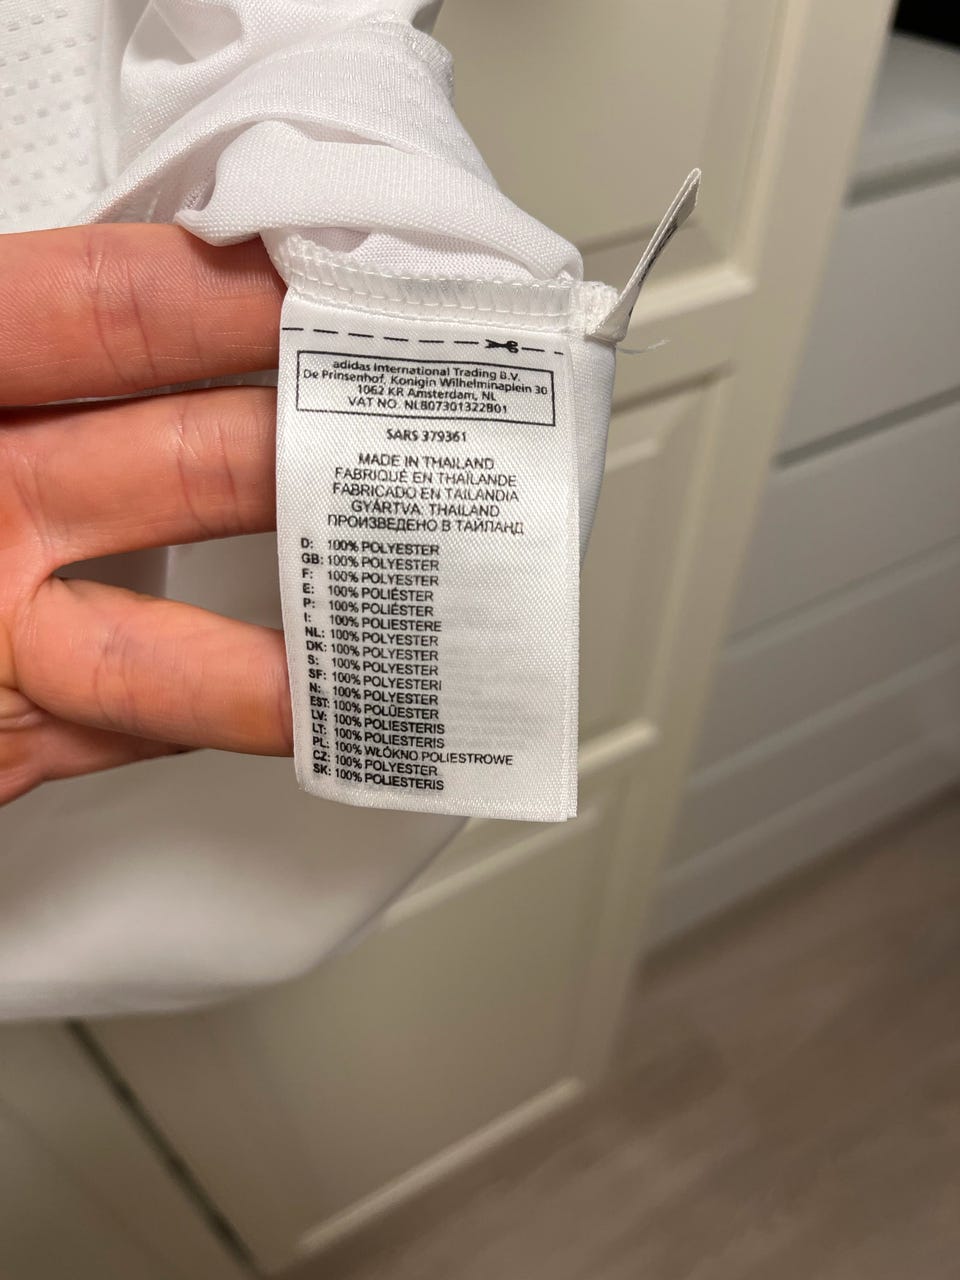 adidas International Trading B.V.
De Prinsenhof, Konigin Wilhelminaplein 30
1062 KR Amsterdam, NL
VAT NO. NL807301322B01
SARS 379361
MADE IN THAILAND
FABRIQUÉ EN THAÏLANDE
FABRICADO EN TAILANDIA
GYÁRTVA: THAILAND
ПРОИЗВЕДЕНО В ТАЙЛАНД
D: 100% POLYESTER
GB: 100% POLYESTER
F: 100% POLYESTER
E: 100% POLIÉSTER
P: 100% POLIÉSTER
I: 100% POLIESTERE
NL: 100% POLYESTER
DK: 100% POLYESTER
S: 100% POLYESTER
SF: 100% POLYESTERI
N: 100% POLYESTER
EST: 100% POLÜESTER
LV: 100% POLIESTERIS
LT: 100% POLIESTERIS
PL: 100% WŁÓKNO POLIESTROWE
CZ: 100% POLYESTER
SK: 100% POLIESTERIS